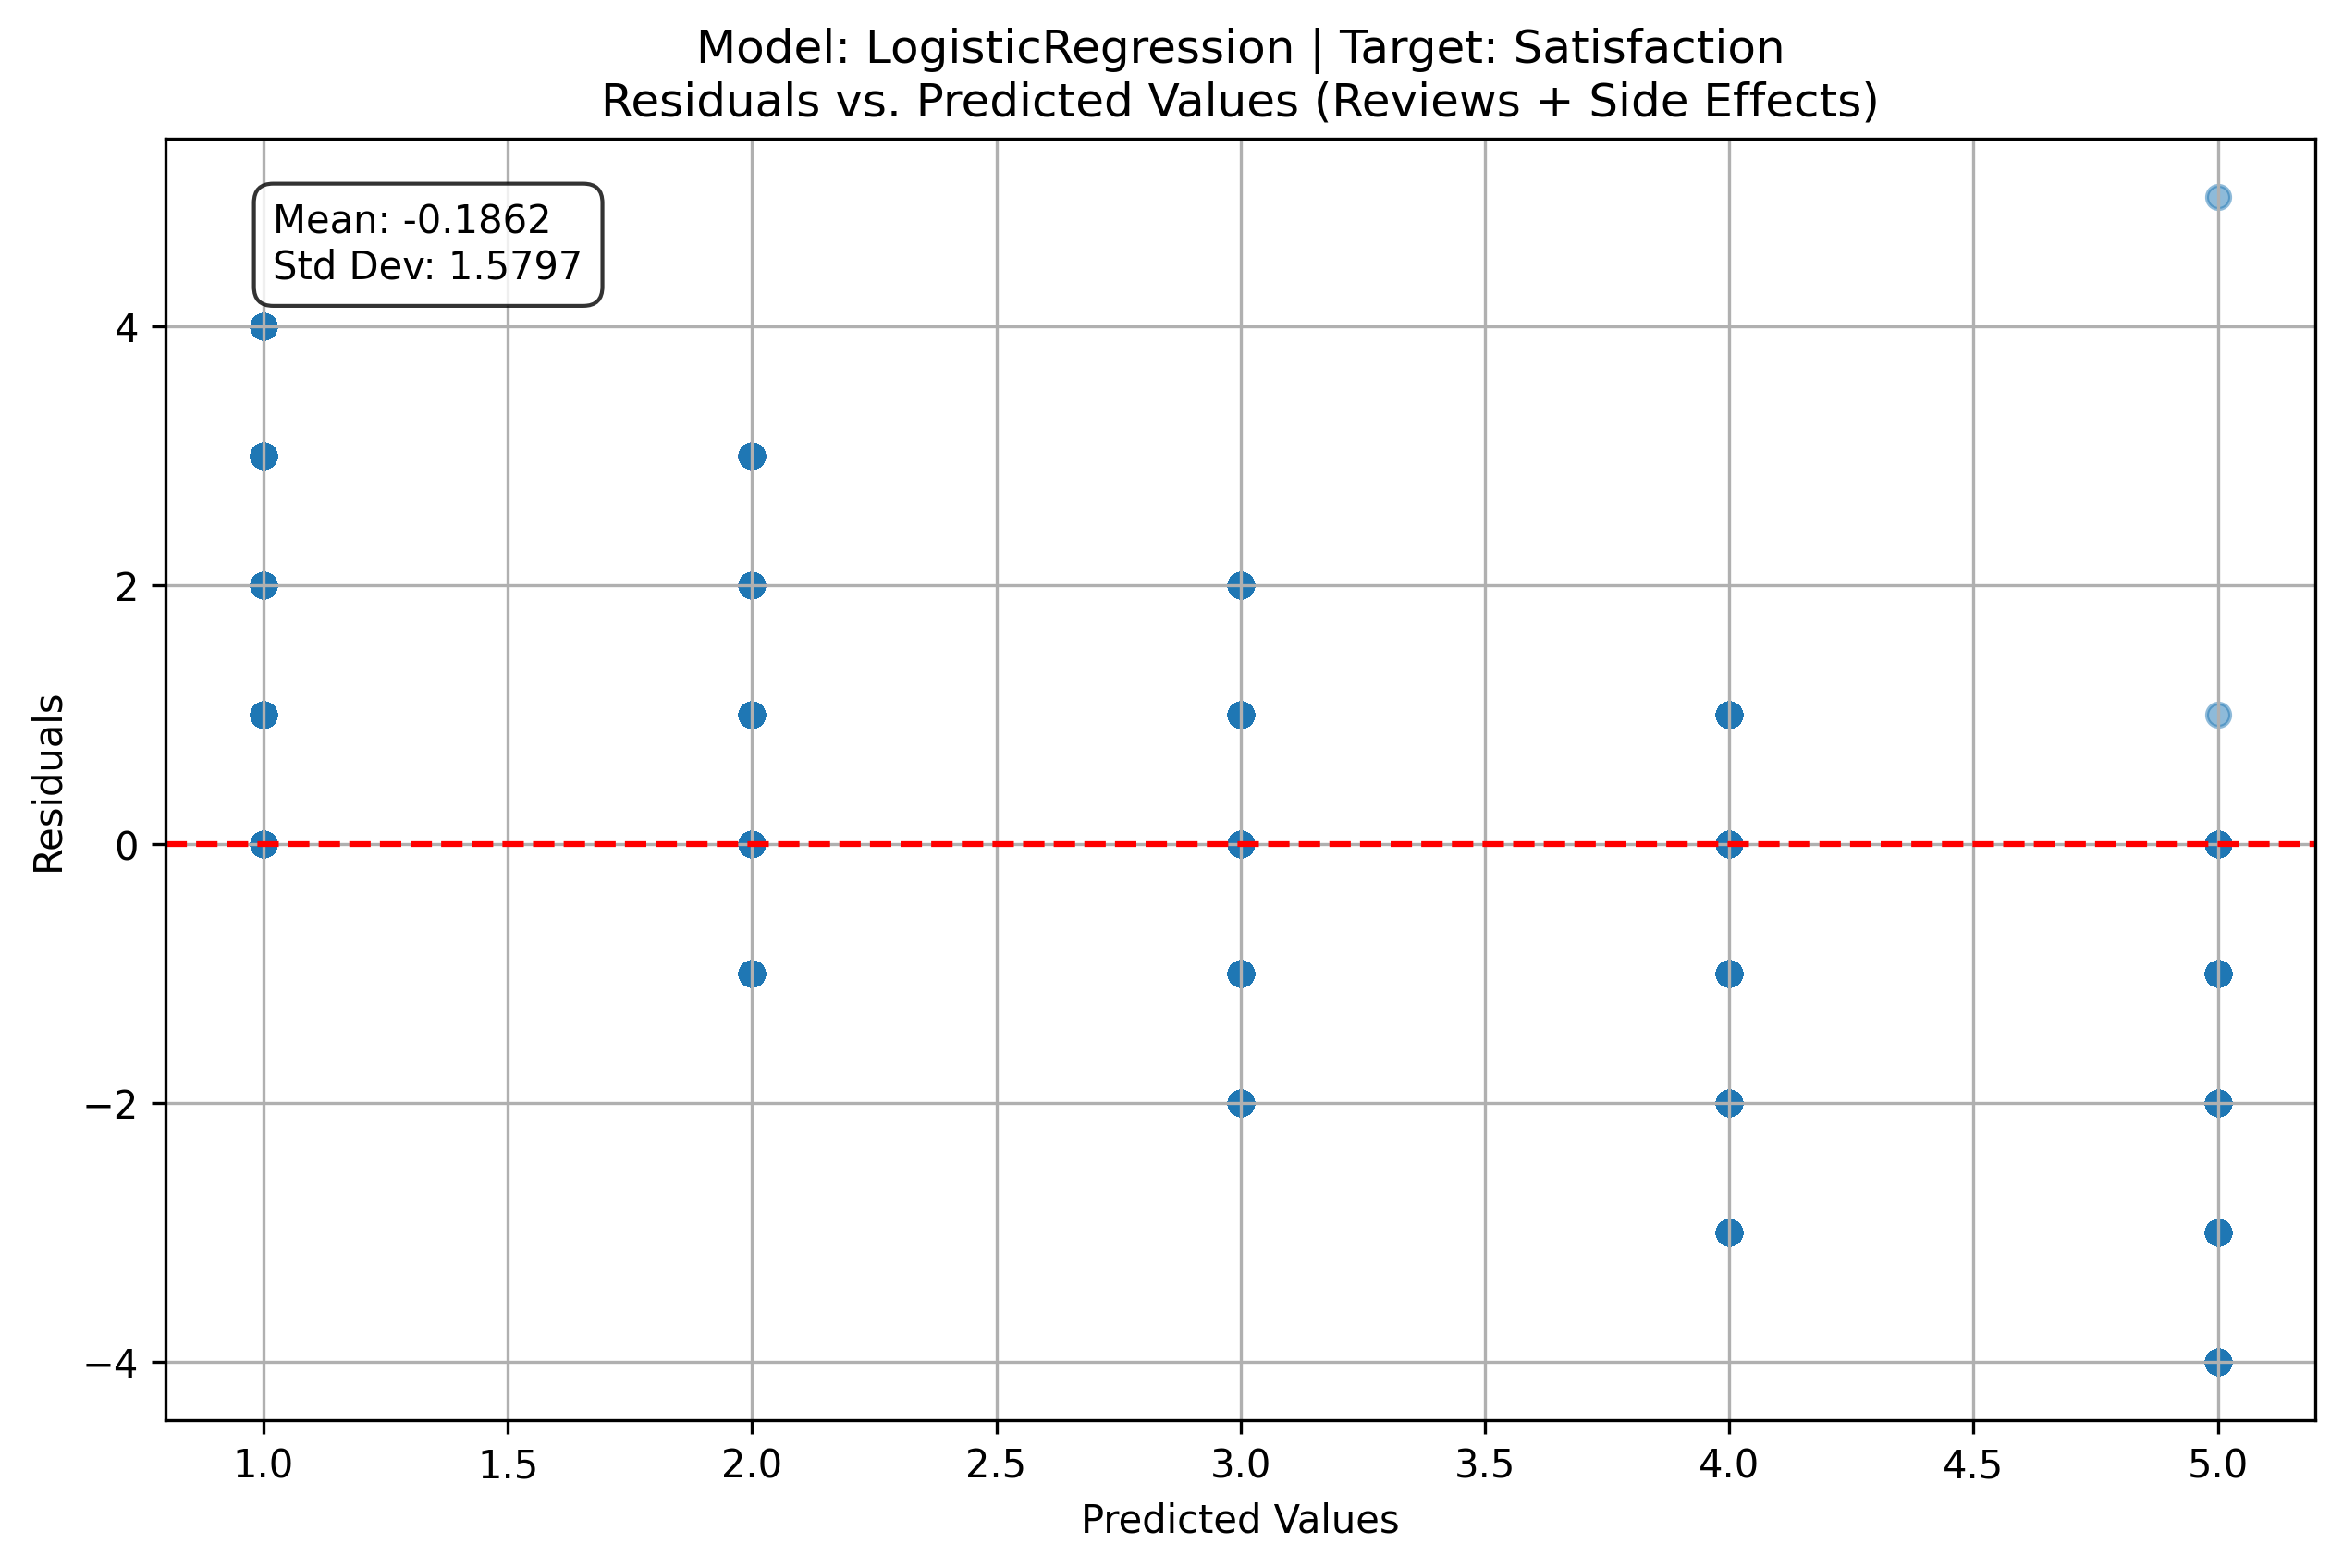 Model: LogisticRegression | Target: Satisfaction
Residuals vs. Predicted Values (Reviews + Side Effects)
Mean: -0.1862
Std Dev: 1.5797
Residuals
4
2
0
−2
−4
1.0 1.5 2.0 2.5 3.0 3.5 4.0 4.5 5.0
Predicted Values